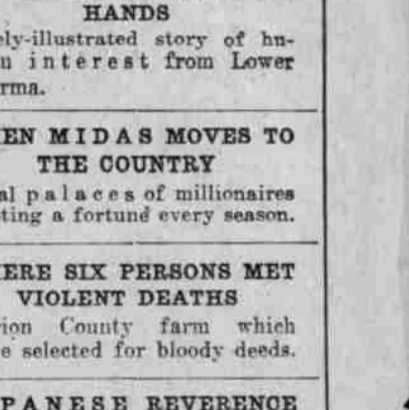 HANDS
ely-illustrated story of hu-
n interest from Lower
rma.
EN MIDAS MOVES TO
THE COUNTRY
al palaces of millionaires
ting a fortune every season.
ERE SIX PERSONS MET
VIOLENT DEATHS
rion County farm which
e selected for bloody deeds.
PANESE REVERENCE